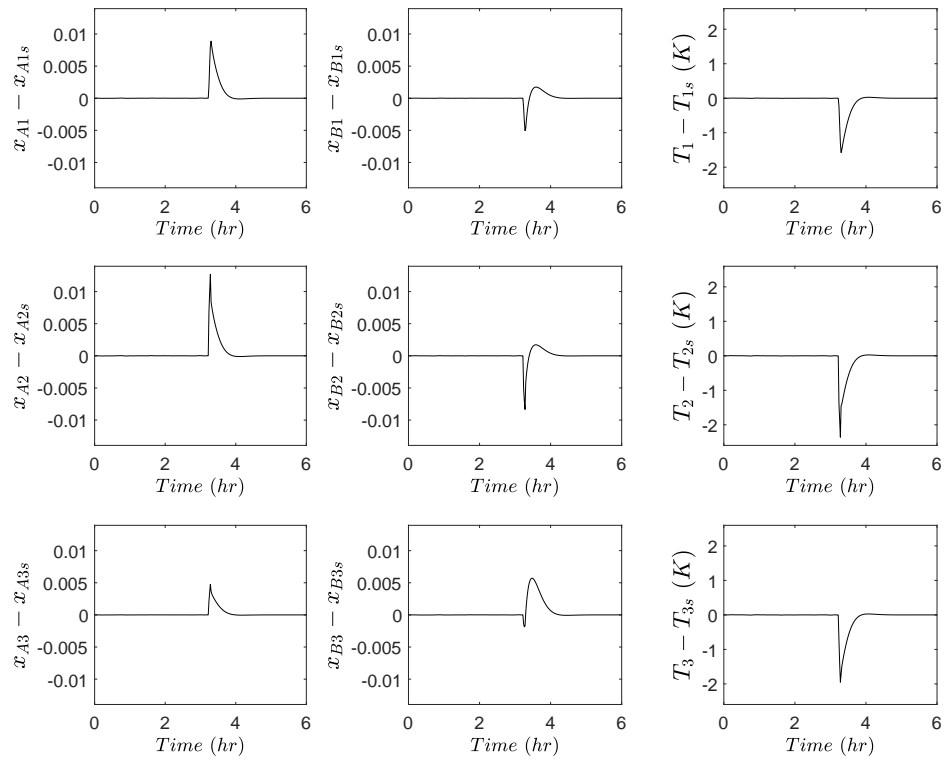 0.01
0.005
0
-0.005
-0.01
x_{A1} − x_{A1s}
0 2 4 6
Time (hr)
0.01
0.005
0
-0.005
-0.01
x_{B1} − x_{B1s}
0 2 4 6
Time (hr)
2
1
0
-1
-2
T_1 − T_{1s} (K)
0 2 4 6
Time (hr)
0.01
0.005
0
-0.005
-0.01
x_{A2} − x_{A2s}
0 2 4 6
Time (hr)
0.01
0.005
0
-0.005
-0.01
x_{B2} − x_{B2s}
0 2 4 6
Time (hr)
2
1
0
-1
-2
T_2 − T_{2s} (K)
0 2 4 6
Time (hr)
0.01
0.005
0
-0.005
-0.01
x_{A3} − x_{A3s}
0 2 4 6
Time (hr)
0.01
0.005
0
-0.005
-0.01
x_{B3} − x_{B3s}
0 2 4 6
Time (hr)
2
1
0
-1
-2
T_3 − T_{3s} (K)
0 2 4 6
Time (hr)